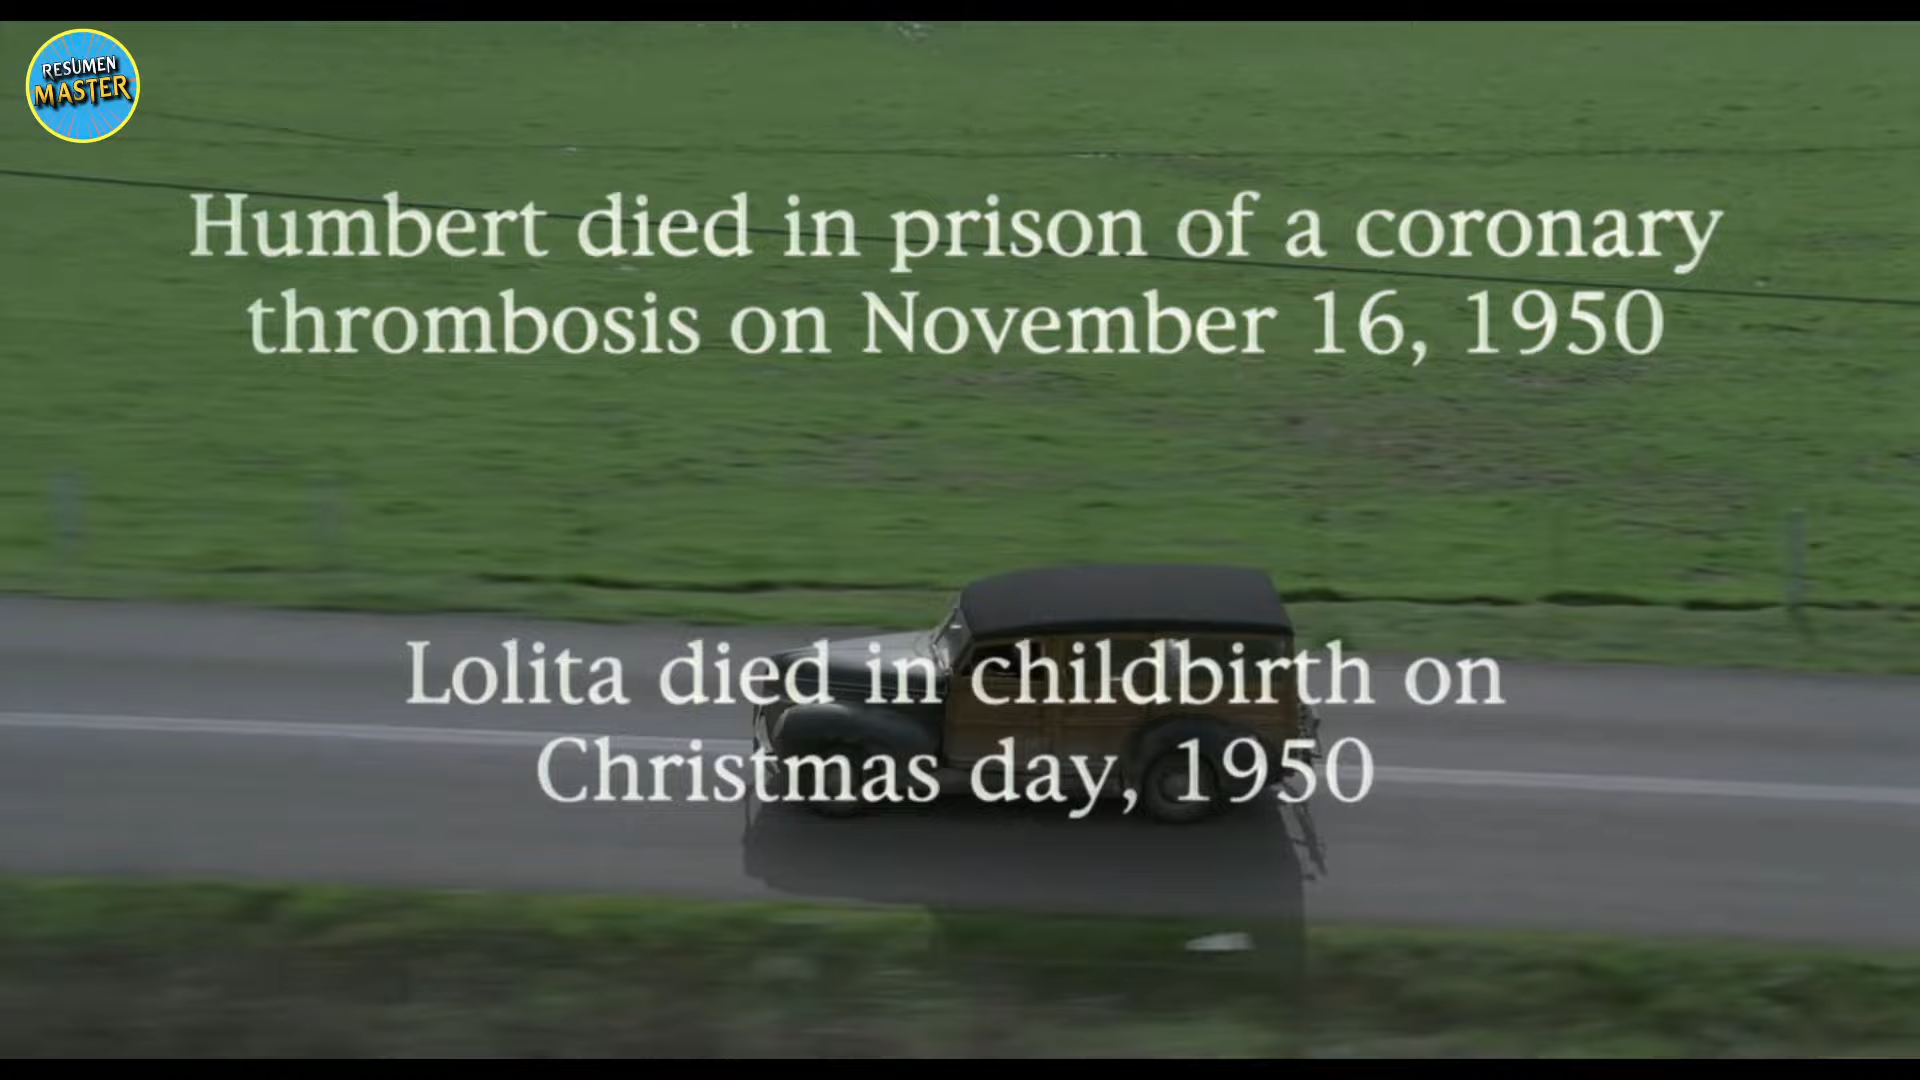 RESUMEN
MASTER
Humbert died in prison of a coronary
thrombosis on November 16, 1950
Lolita died in childbirth on
Christmas day, 1950